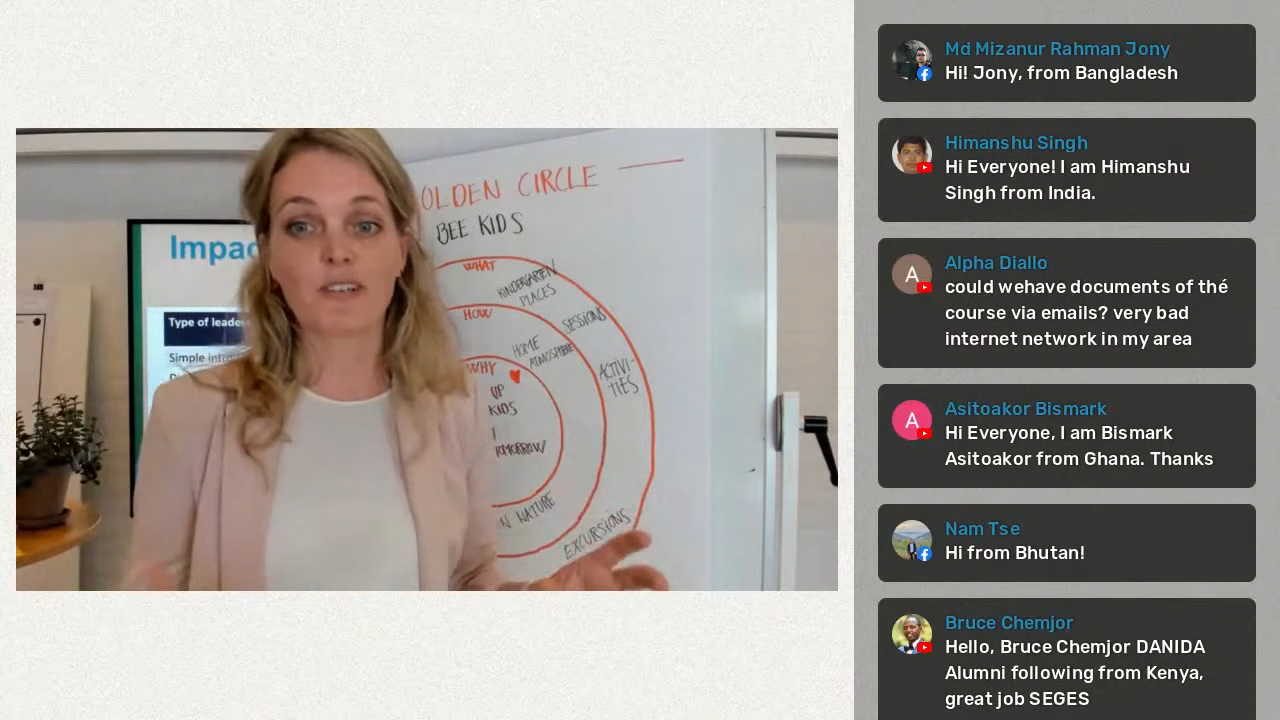 Impac
Type of leade
OLDEN CIRCLE
BEE KIDS
WHAT
KINDERGARTEN
PLACES
HOW
SESSIONS
HOME
ATMOSPHERE
WHY
ACTIVI-
TIES
UP
KIDS
TOMORROW
IN NATURE
EXCURSIONS
Md Mizanur Rahman Jony
Hi! Jony, from Bangladesh
Himanshu Singh
Hi Everyone! I am Himanshu
Singh from India.
A
Alpha Diallo
could wehave documents of thé
course via emails? very bad
internet network in my area
A
Asitoakor Bismark
Hi Everyone, I am Bismark
Asitoakor from Ghana. Thanks
Nam Tse
Hi from Bhutan!
Bruce Chemjor
Hello, Bruce Chemjor DANIDA
Alumni following from Kenya,
great job SEGES